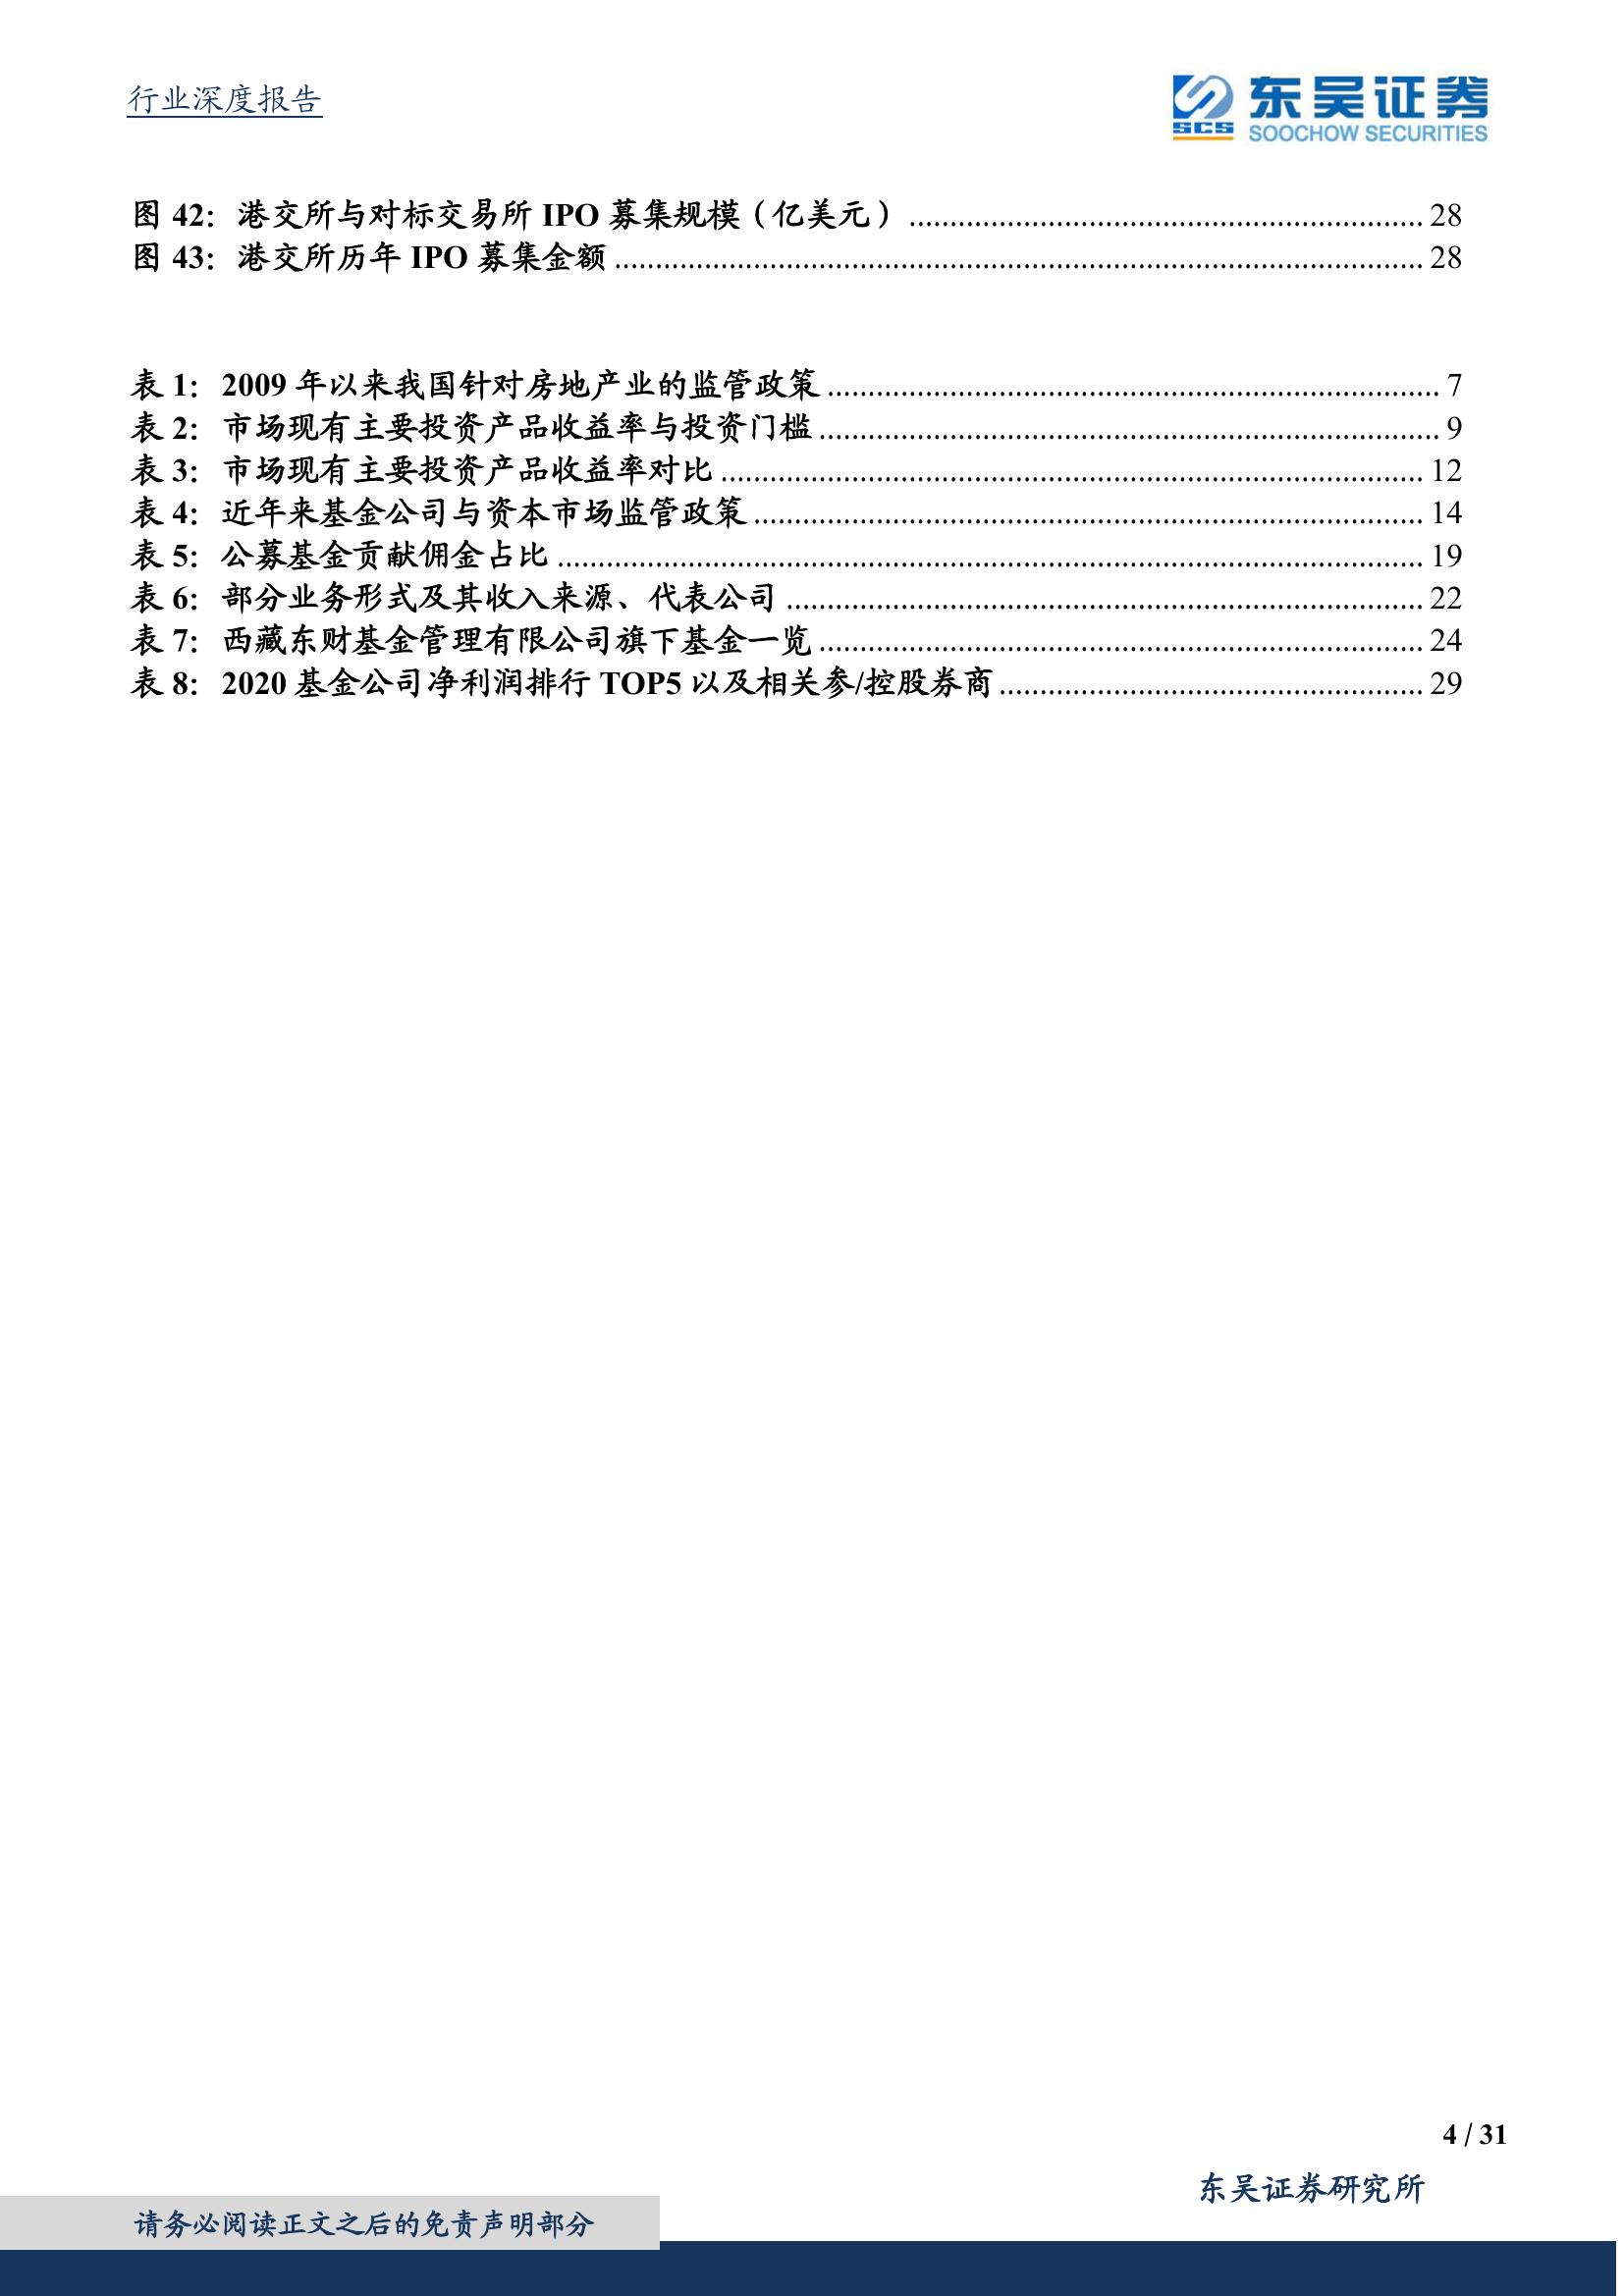 行业深度报告
SCS 东吴证券
SOOCHOW SECURITIES
图 42：港交所与对标交易所 IPO 募集规模（亿美元）................................................................ 28
图 43：港交所历年 IPO 募集金额.................................................................................................... 28
表 1：2009 年以来我国针对房地产业的监管政策........................................................................... 7
表 2：市场现有主要投资产品收益率与投资门槛............................................................................ 9
表 3：市场现有主要投资产品收益率对比...................................................................................... 12
表 4：近年来基金公司与资本市场监管政策.................................................................................. 14
表 5：公募基金贡献佣金占比.......................................................................................................... 19
表 6：部分业务形式及其收入来源、代表公司.............................................................................. 22
表 7：西藏东财基金管理有限公司旗下基金一览.......................................................................... 24
表 8：2020 基金公司净利润排行 TOP5 以及相关参/控股券商.................................................... 29
4 / 31
东吴证券研究所
请务必阅读正文之后的免责声明部分